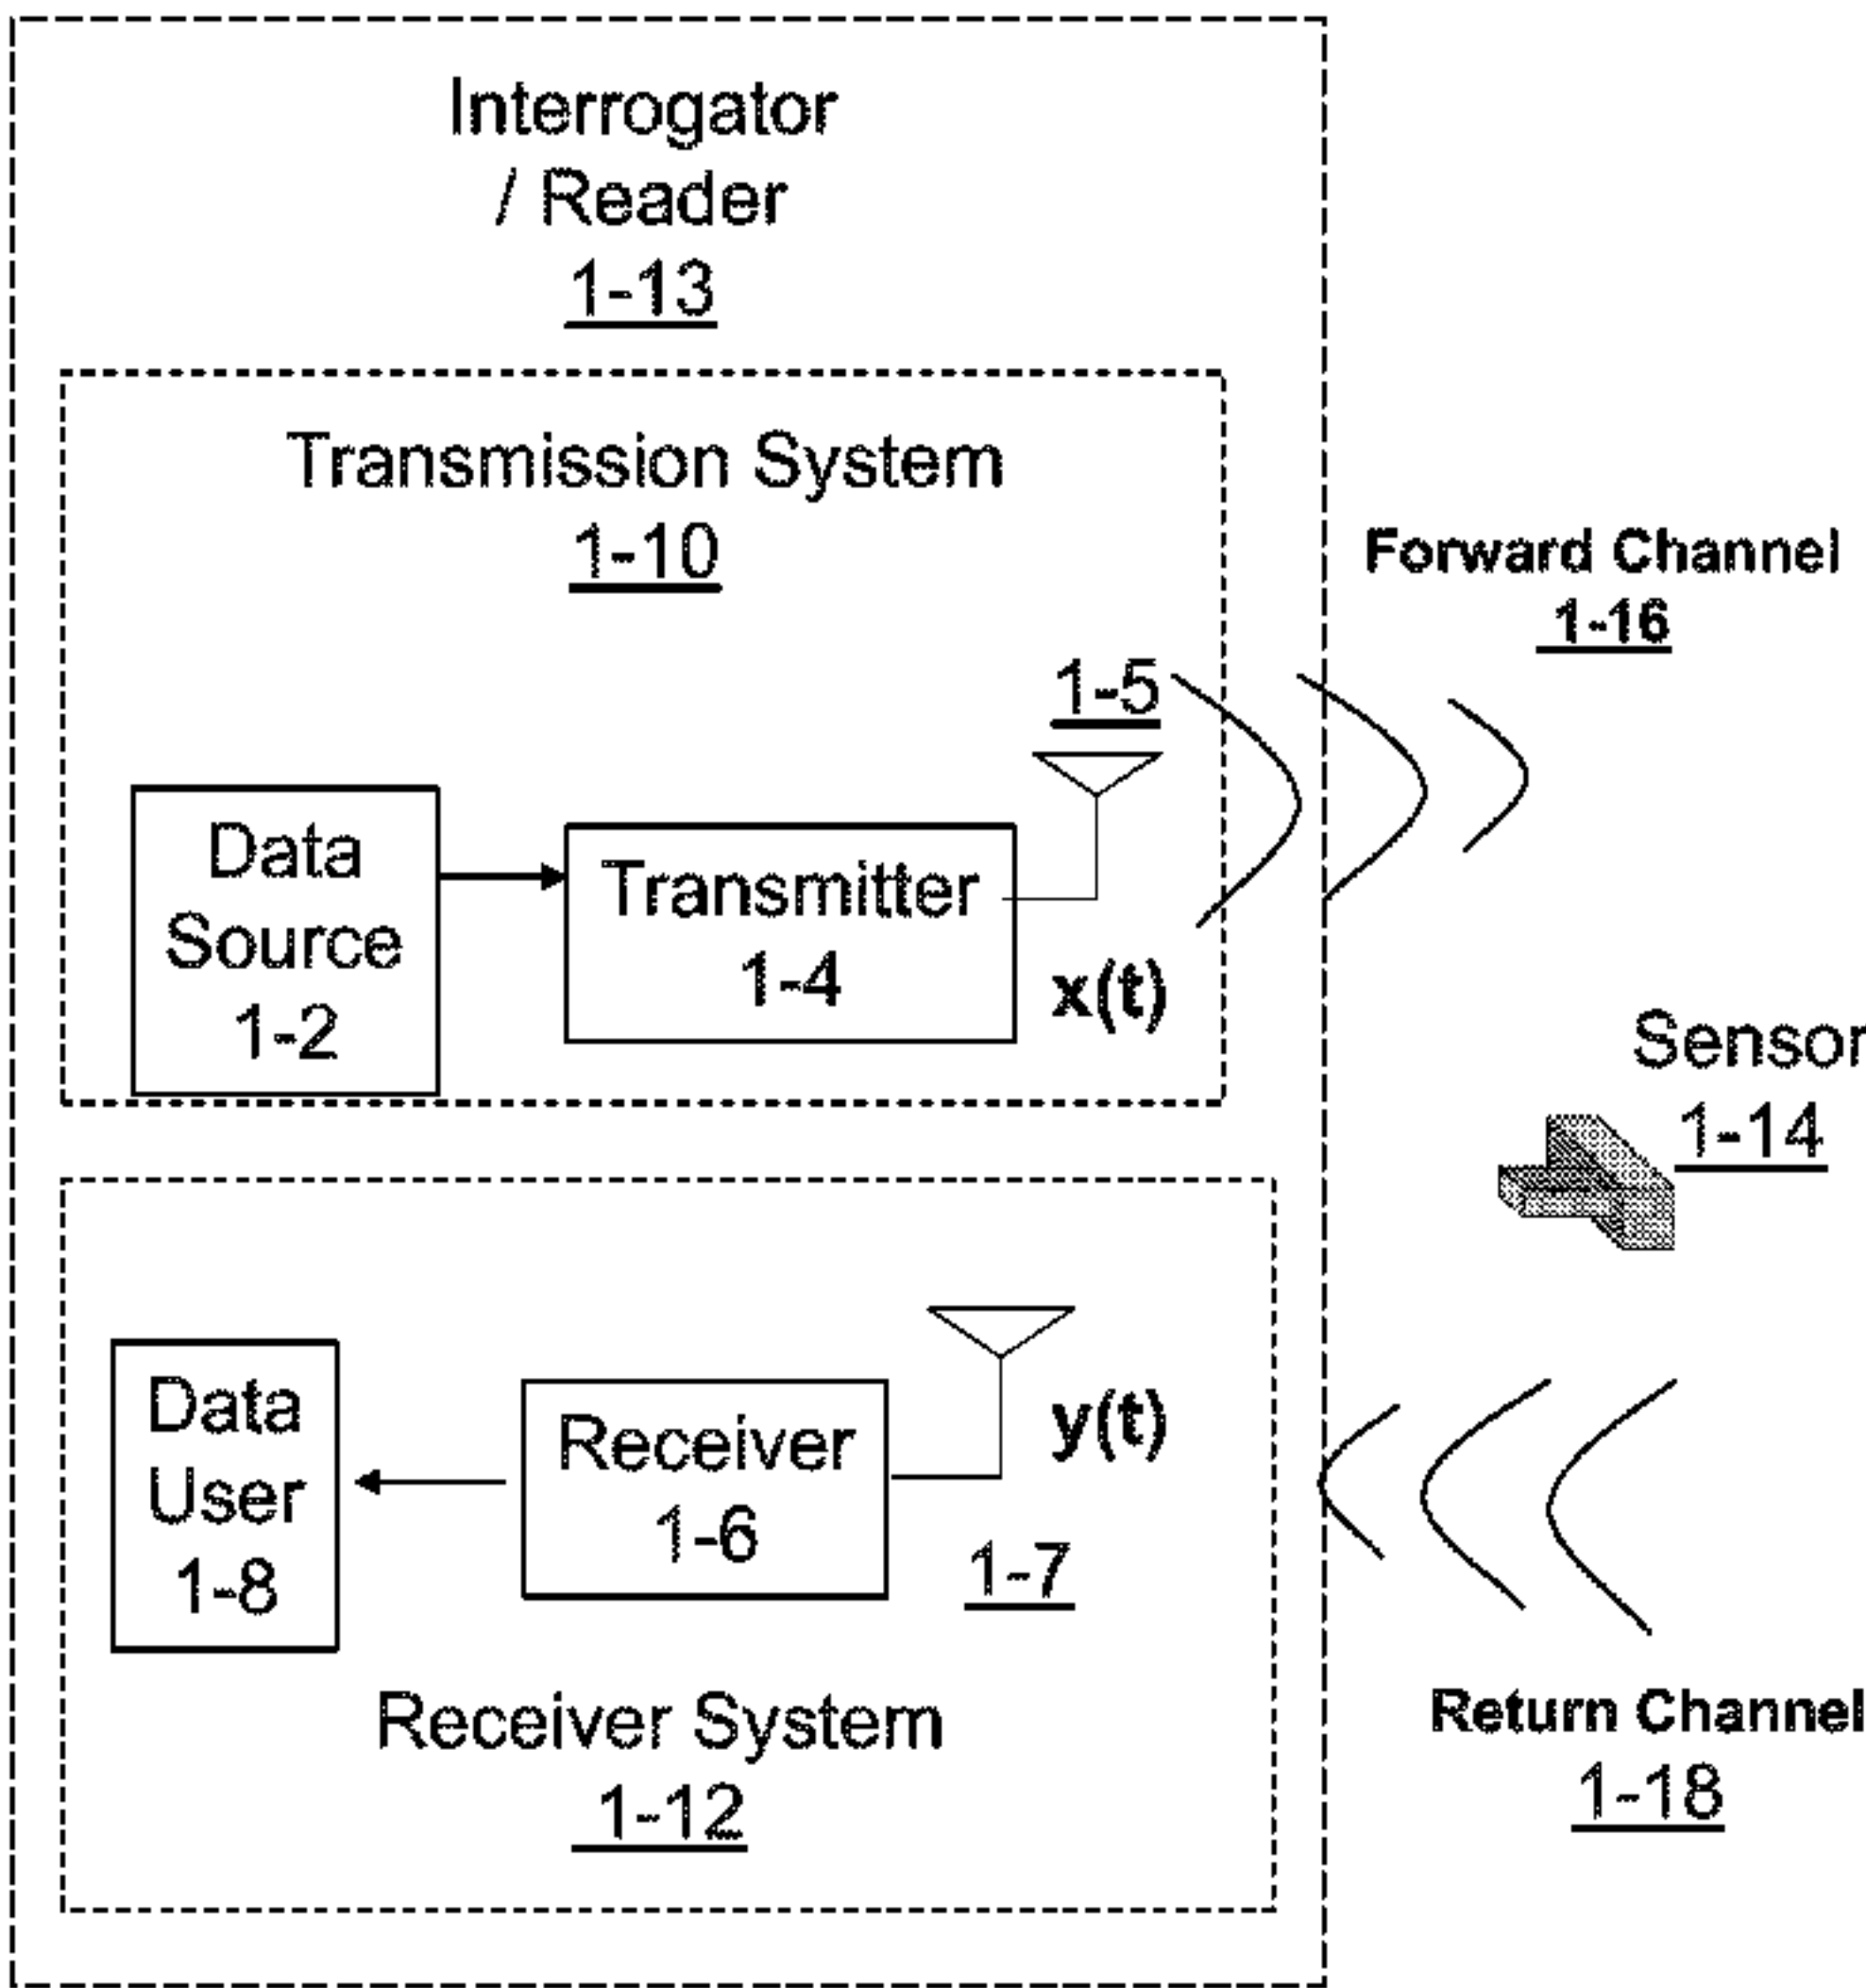 Interrogator
/ Reader
1-13
Transmission System
1-10
Forward Channel
1-16
1-5
Data
Source
1-2
Transmitter
1-4
x(t)
Sensor
1-14
Data
User
1-8
Receiver
1-6
y(t)
1-7
Receiver System
1-12
Return Channel
1-18